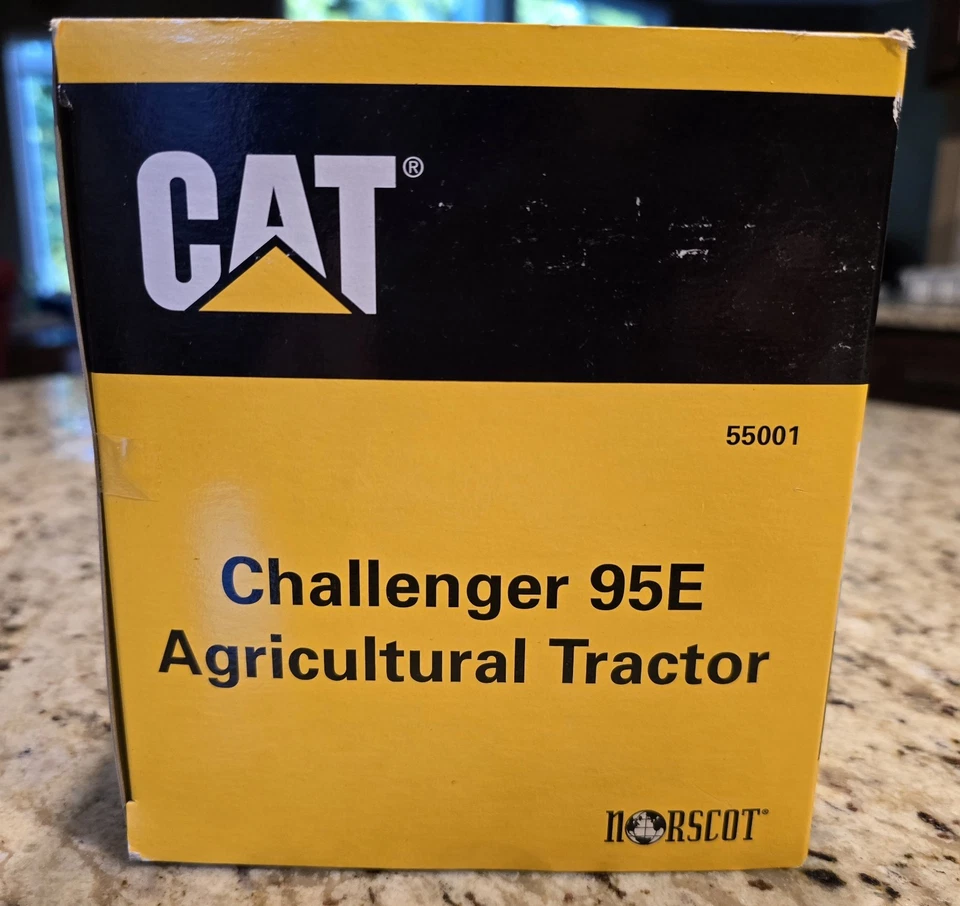 CAT®
55001
Challenger 95E
Agricultural Tractor
NORSCOT®